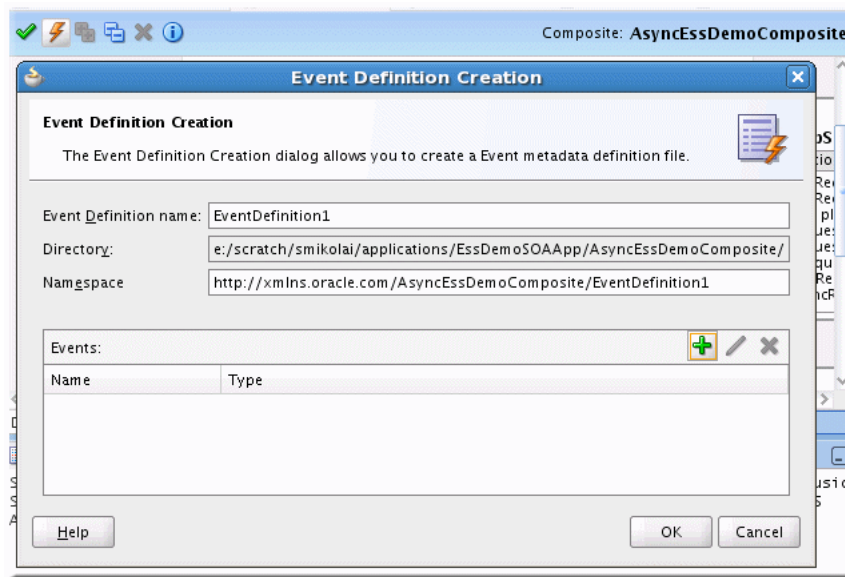 Composite: AsyncEssDemoComposite
Event Definition Creation
Event Definition Creation
The Event Definition Creation dialog allows you to create a Event metadata definition file.
Event Definition name: EventDefinition1
Directory: e:/scratch/smikolai/applications/EssDemoSOAApp/AsyncEssDemoComposite/
Namespace http://xmlns.oracle.com/AsyncEssDemoComposite/EventDefinition1
Events:
Name Type
Help OK Cancel